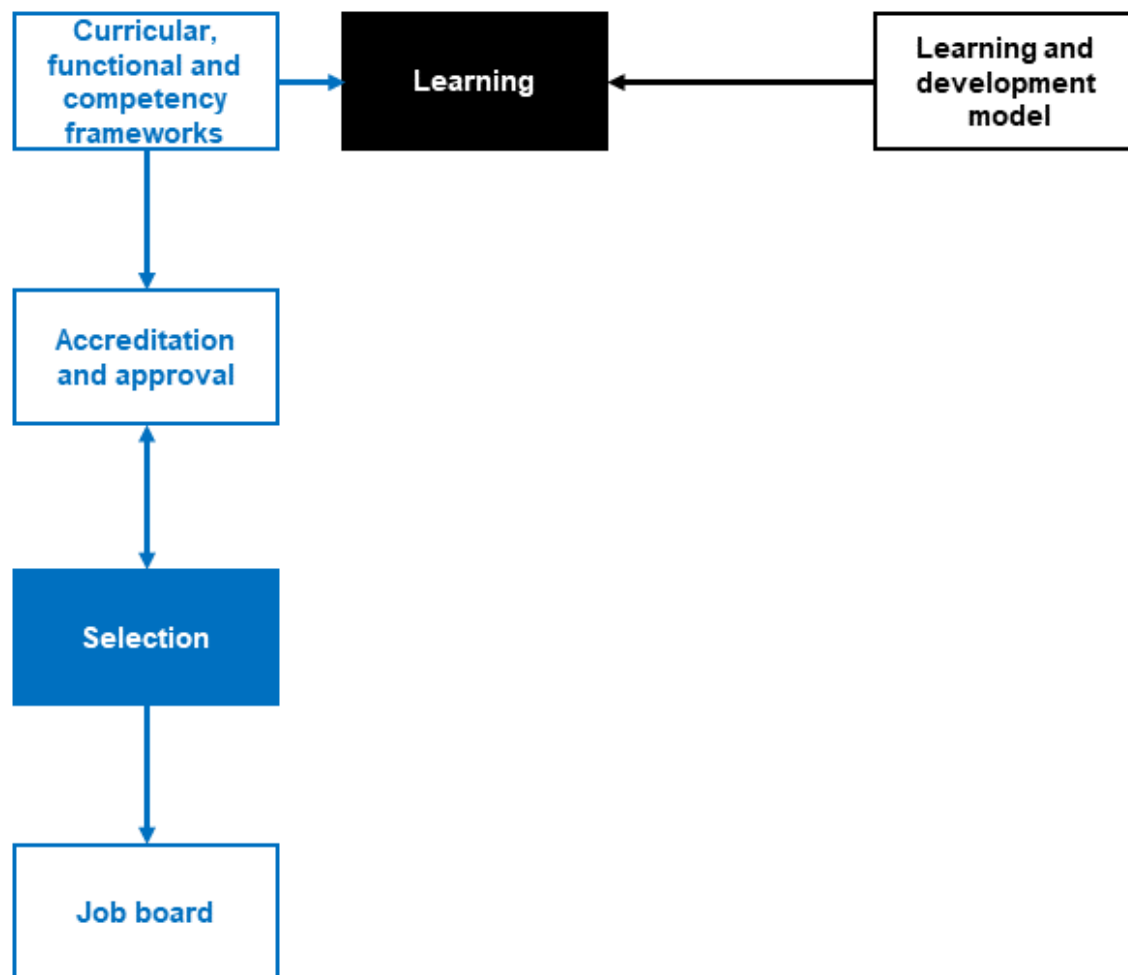 Curricular,
functional and
competency
frameworks
Learning
Learning and
development
model
Accreditation
and approval
Selection
Job board